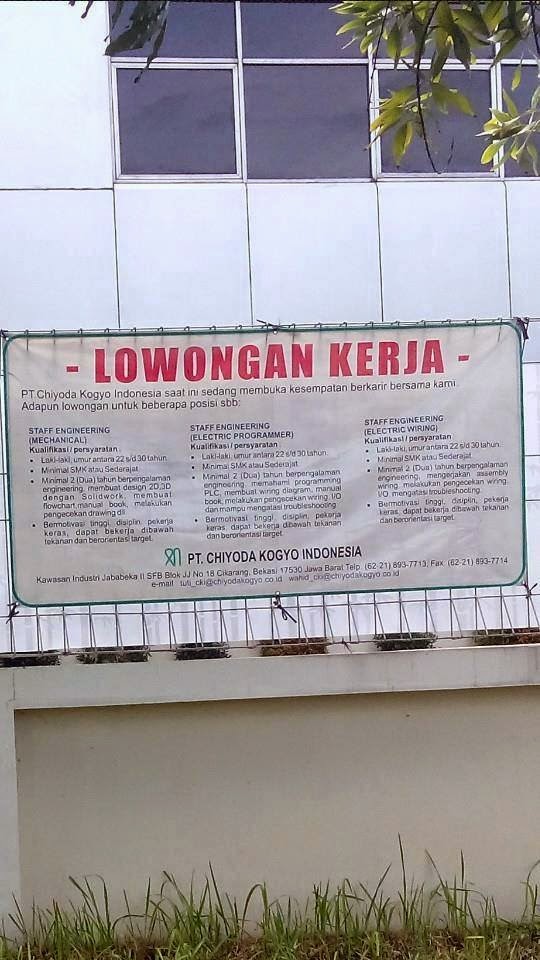 - LOWONGAN KERJA -
PT.Chiyoda Kogyo Indonesia saat ini sedang membuka kesempatan berkarir bersama kami.
Adapun lowongan untuk beberapa posisi sbb:
STAFF ENGINEERING
(MECHANICAL)
Kualifikasi / persyaratan :
• Laki-laki, umur antara 22 s/d 30 tahun.
• Minimal SMK atau Sederajat
• Minimal 2 (Dua) tahun berpengalaman
engineering, membuat design 2D,3D
dengan Solidwork, membuat
flowchart,manual book, melakukan
pengecekan drawing dll
• Bermotivasi tinggi, disiplin, pekerja
keras, dapat bekerja dibawah
tekanan dan berorientasi target.
STAFF ENGINEERING
(ELECTRIC PROGRAMMER)
Kualifikasi / persyaratan :
• Laki-laki, umur antara 22 s/d 30 tahun.
• Minimal SMK atau Sederajat
• Minimal 2 (Dua) tahun berpengalaman
engineering, memahami programming
PLC, membuat wiring diagram, manual
book, melakukan pengecekan wiring, I/O
dan mampu mengatasi troubleshooting
• Bermotivasi tinggi, disiplin, pekerja
keras, dapat bekerja dibawah tekanan
dan berorientasi target.
STAFF ENGINEERING
(ELECTRIC WIRING)
Kualifikasi / persyaratan :
• Laki-laki, umur antara 22 s/d 30 tahun.
• Minimal SMK atau Sederajat
• Minimal 2 (Dua) tahun berpengalaman
engineering, mengerjakan assembly
wiring, melakukan pengecekan wiring,
I/O, mengatasi troubleshooting.
• Bermotivasi tinggi, disiplin, pekerja
keras, dapat bekerja dibawah tekanan
dan berorientasi target.
PT. CHIYODA KOGYO INDONESIA
Kawasan Industri Jababeka II SFB Blok JJ No 18 Cikarang, Bekasi 17530 Jawa Barat Telp. (62-21) 893-7713, Fax. (62-21) 893-7714
e-mail : tuti_cki@chiyodakogyo.co.id wahid_cki@chiyodakogyo.co.id